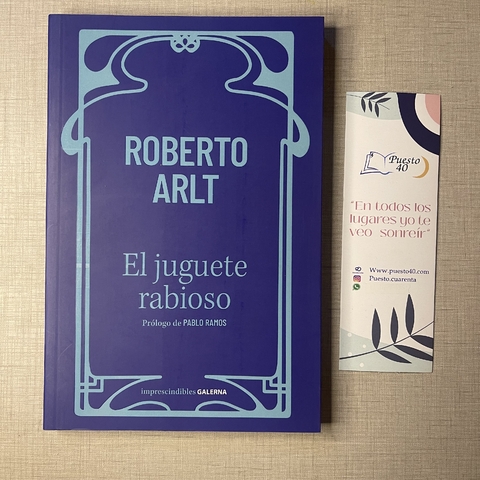 ROBERTO
ARLT
El juguete
rabioso
Prólogo de PABLO RAMOS
imprescindibles GALERNA
Puesto
40
"En todos los
lugares yo te
veo sonreír"
Www.puesto40.com
Puesto.cuarenta